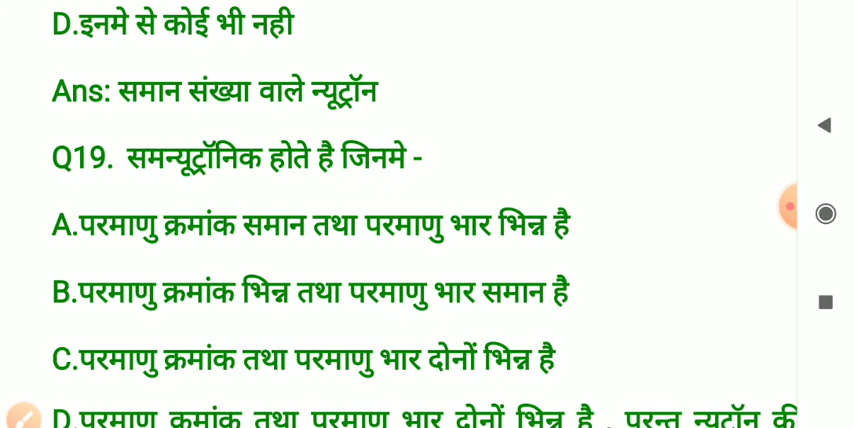 D.इनमे से कोई भी नही
Ans: समान संख्या वाले न्यूट्रॉन
Q19. समन्यूट्रॉनिक होते है जिनमे -
A.परमाणु क्रमांक समान तथा परमाणु भार भिन्न है
B.परमाणु क्रमांक भिन्न तथा परमाणु भार समान है
C.परमाणु क्रमांक तथा परमाणु भार दोनों भिन्न है
D.परमाणु क्रमांक तथा परमाणु भार दोनों भिन्न है , परन्तु न्यूट्रॉन की